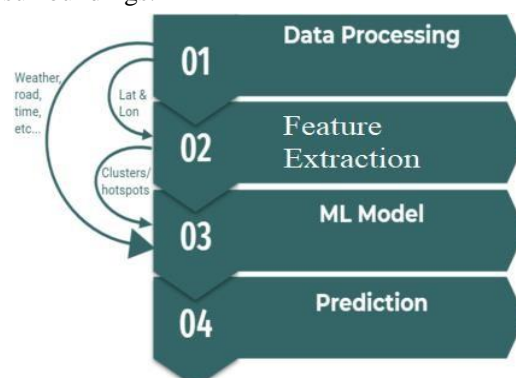 01
Data Processing
Weather,
road,
time,
etc...
Lat &
Lon
02
Feature
Extraction
Clusters/
hotspots
03
ML Model
04
Prediction